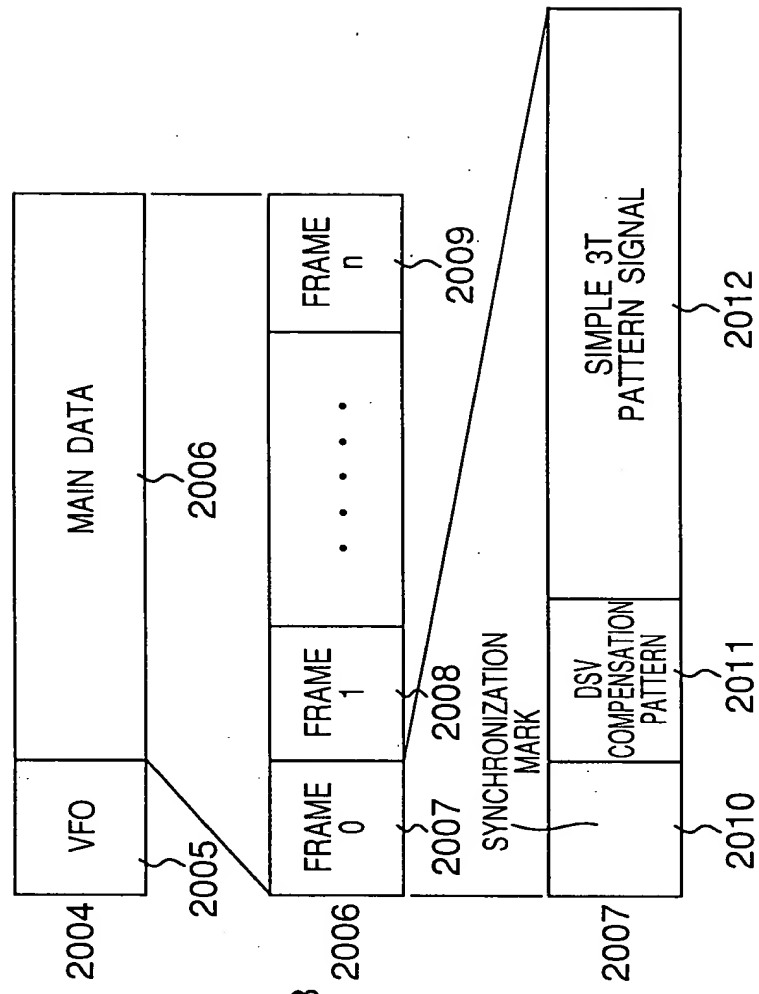 2004
VFO
MAIN DATA
2005
2006
2006
FRAME
0
FRAME
1
FRAME
n
2007
2008
2009
SYNCHRONIZATION
MARK
2007
DSV
COMPENSATION
PATTERN
SIMPLE 3T
PATTERN SIGNAL
2010
2011
2012